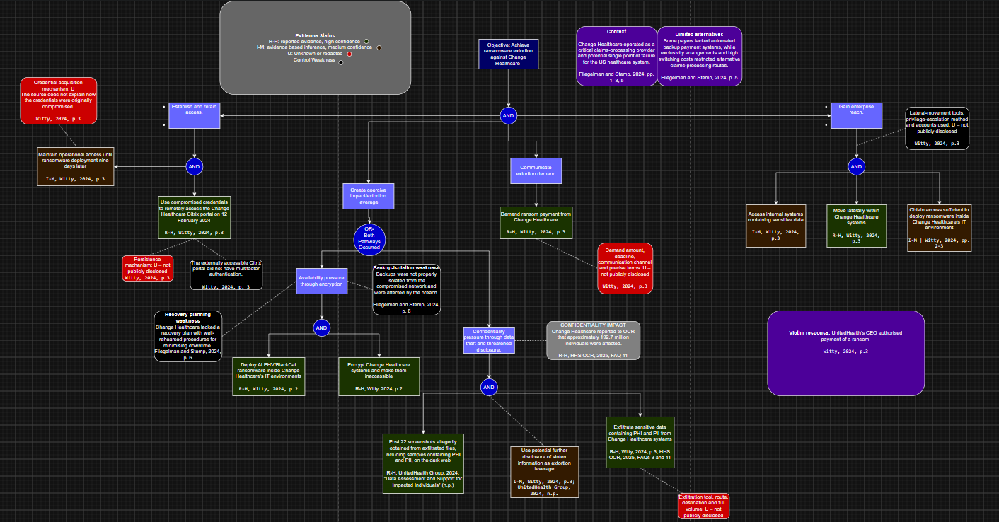 Evidence Status
R-H: reported evidence, high confidence
I-M: evidence based inference, medium confidence
U: Unknown or redacted
Control Weakness
Objective: Achieve
ransomware extortion
against Change
Healthcare
Context
Change Healthcare operated as a
critical claims-processing provider
and potential single point of failure
for the US healthcare system.
Fliegelman and Stemp, 2024, pp.
1–3, 5
Limited alternatives
Some payers lacked automated
backup payment systems, while
exclusivity arrangements and high
switching costs restricted alternative
claims-processing routes.
Fliegelman and Stemp, 2024, p. 5
Credential acquisition
mechanism: U
The source does not explain how
the credentials were originally
compromised.
Witty, 2024, p.3
Establish and retain
access.
AND
Gain enterprise
reach.
Lateral-movement tools,
privilege-escalation method
and accounts used: U – not
publicly disclosed
Witty, 2024, p.3
Maintain operational access until
ransomware deployment nine
days later
I-M, Witty, 2024, p.3
AND
Communicate
extortion demand
AND
Create coercive
impact/extortion
leverage
Use compromised credentials
to remotely access the Change
Healthcare Citrix portal on 12
February 2024
R-H, Witty, 2024, p.3
Demand ransom payment from
Change Healthcare
R-H, Witty, 2024, p.3
Access internal systems
containing sensitive data
I-M, Witty, 2024,
p.3
Move laterally within
Change Healthcare
systems
R-H, Witty, 2024,
p.3
Obtain access sufficient to
deploy ransomware inside
Change Healthcare's IT
environment
I-M | Witty, 2024, pp.
2–3
OR-
Both
Pathways
Occurred
Persistence
mechanism: U – not
publicly disclosed
Witty, 2024, p.3
The externally accessible Citrix
portal did not have multifactor
authentication.
Witty, 2024, p. 3
Availability pressure
through encryption
Backup-isolation weakness
Backups were not properly
isolated from the
compromised network and
were affected by the breach.
Fliegelman and Stemp, 2024,
p. 6
Demand amount,
deadline,
communication channel
and precise terms: U –
not publicly disclosed
Witty, 2024, p.3
Recovery-planning
weakness
Change Healthcare lacked a
recovery plan with well-
rehearsed procedures for
minimising downtime.
Fliegelman and Stemp, 2024,
p. 6
AND
Confidentiality
pressure through data
theft and threatened
disclosure.
CONFIDENTIALITY IMPACT
Change Healthcare reported to OCR
that approximately 192.7 million
individuals were affected.
R-H, HHS OCR, 2025, FAQ 11
Victim response: UnitedHealth's CEO authorised
payment of a ransom.
Witty, 2024, p.3
Deploy ALPHV/BlackCat
ransomware inside Change
Healthcare's IT environments
R-H, Witty, 2024, p.2
Encrypt Change Healthcare
systems and make them
inaccessible
R-H, Witty, 2024, p.2
AND
Post 22 screenshots allegedly
obtained from exfiltrated files,
including samples containing PHI
and PII, on the dark web
R-H, UnitedHealth Group, 2024,
"Data Assessment and Support for
Impacted Individuals" (n.p.)
Use potential further
disclosure of stolen
information as extortion
leverage
I-M, Witty, 2024, p.3;
UnitedHealth Group,
2024, n.p.
Exfiltrate sensitive data
containing PHI and PII from
Change Healthcare systems
R-H, Witty, 2024, p.3; HHS
OCR, 2025, FAQs 3 and 11
Exfiltration tool, route,
destination and full
volume: U – not
publicly disclosed